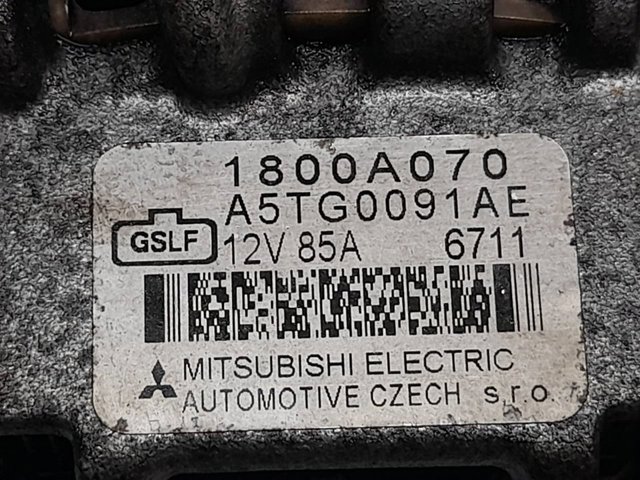 1800A070
A5TG0091AE
GSLF 12V 85A 6711
MITSUBISHI ELECTRIC
AUTOMOTIVE CZECH s.r.o.